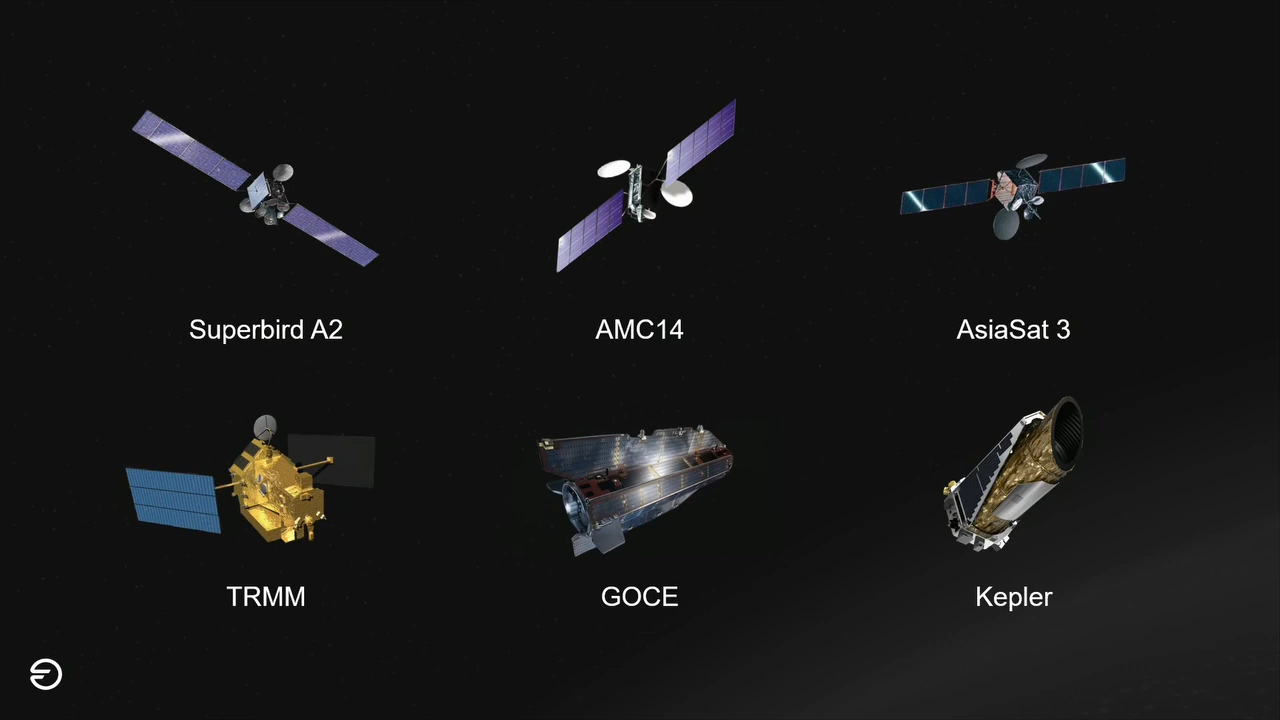 Superbird A2
AMC14
AsiaSat 3
TRMM
GOCE
Kepler